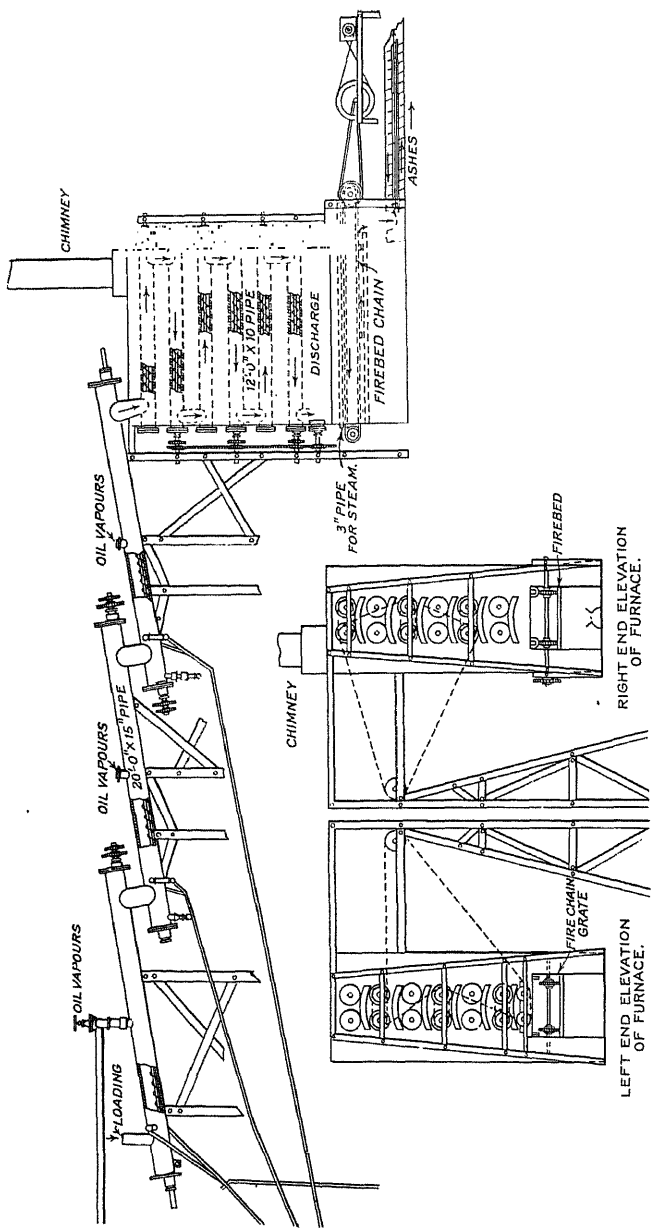 CHIMNEY
OIL VAPOURS
OIL VAPOURS
20'-0" X 15" PIPE
OIL VAPOURS
LOADING
12'-0" X 10 PIPE
DISCHARGE
FIREBED CHAIN
ASHES
3" PIPE
FOR STEAM.
CHIMNEY
FIREBED
RIGHT END ELEVATION
OF FURNACE.
FIRE CHAIN
GRATE
LEFT END ELEVATION
OF FURNACE.